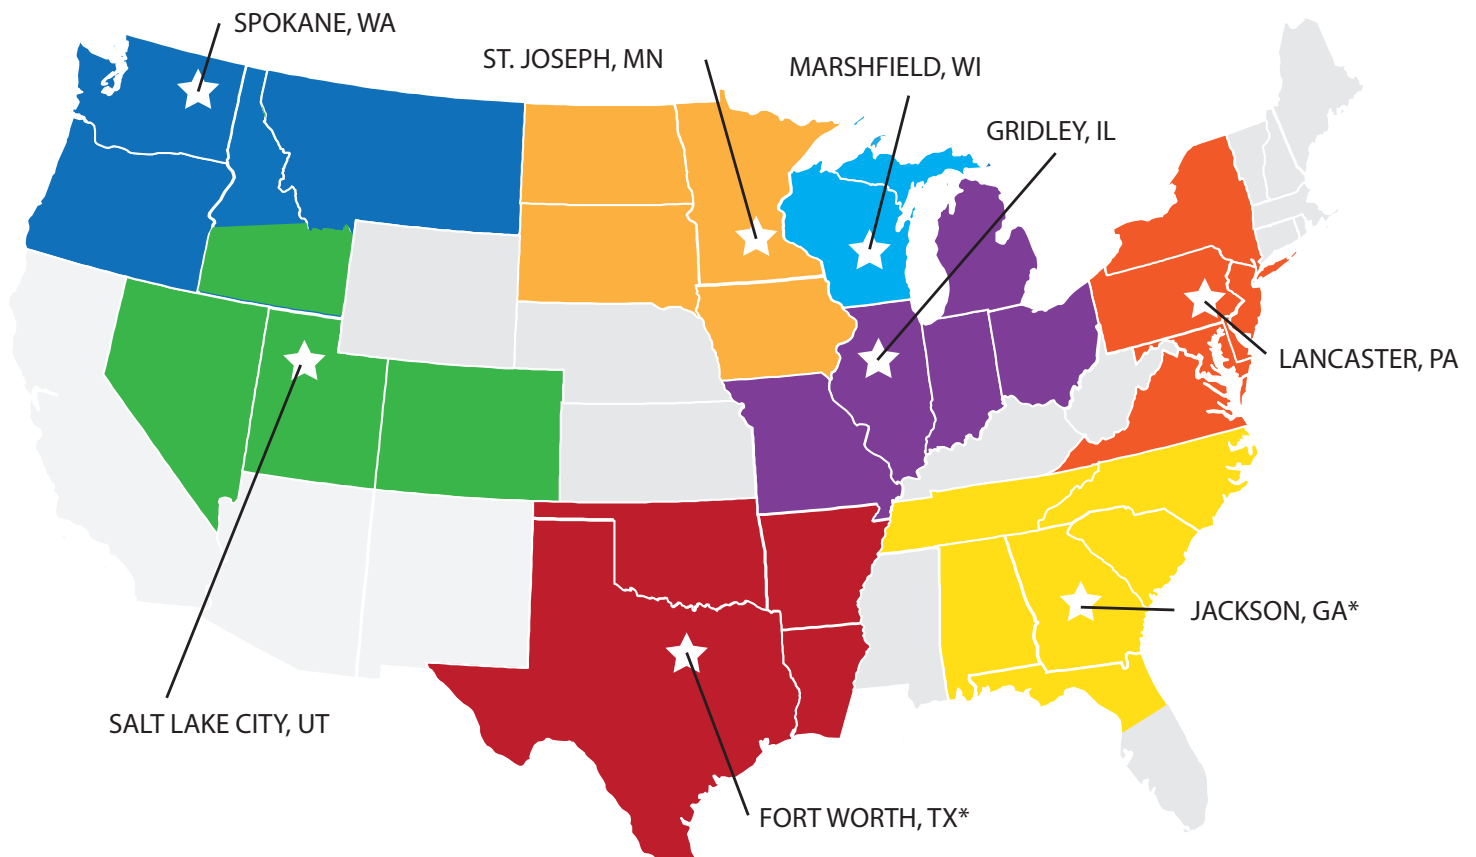 SPOKANE, WA
ST. JOSEPH, MN
MARSHFIELD, WI
GRIDLEY, IL
LANCASTER, PA
JACKSON, GA*
SALT LAKE CITY, UT
FORT WORTH, TX*